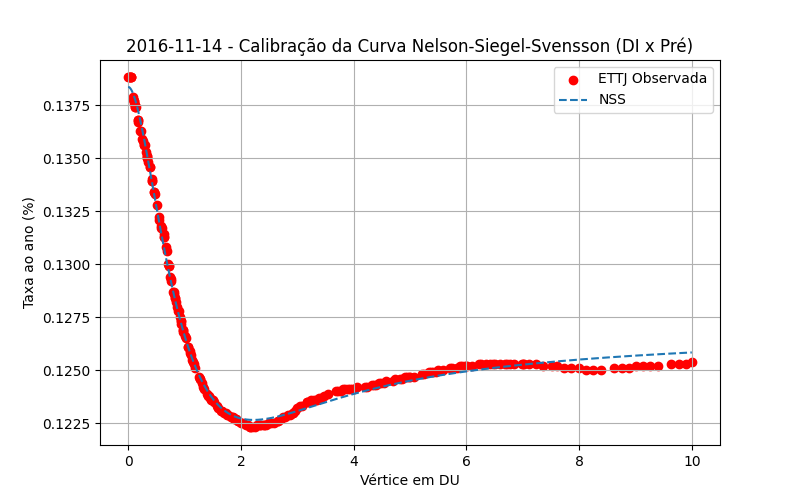 2016-11-14 - Calibração da Curva Nelson-Siegel-Svensson (DI x Pré)
ETTJ Observada
NSS
Taxa ao ano (%)
0.1375
0.1350
0.1325
0.1300
0.1275
0.1250
0.1225
0 2 4 6 8 10
Vértice em DU